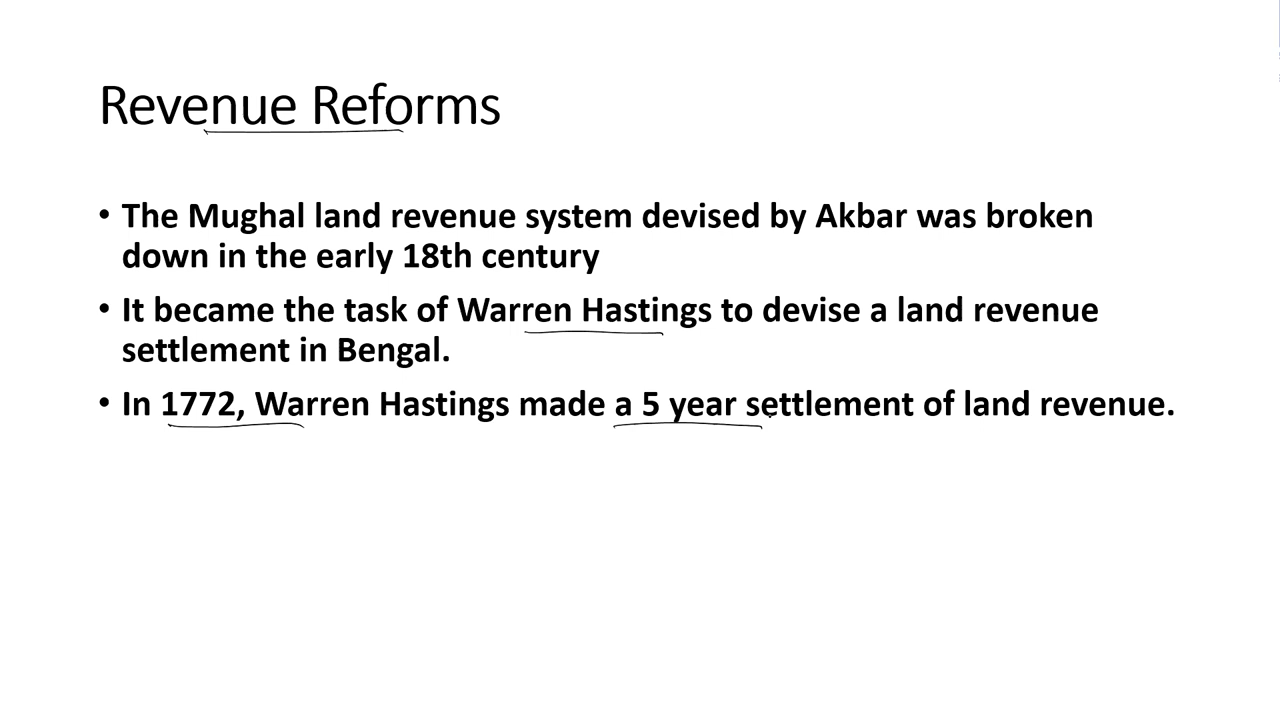 Revenue Reforms
• The Mughal land revenue system devised by Akbar was broken
down in the early 18th century
• It became the task of Warren Hastings to devise a land revenue
settlement in Bengal.
• In 1772, Warren Hastings made a 5 year settlement of land revenue.